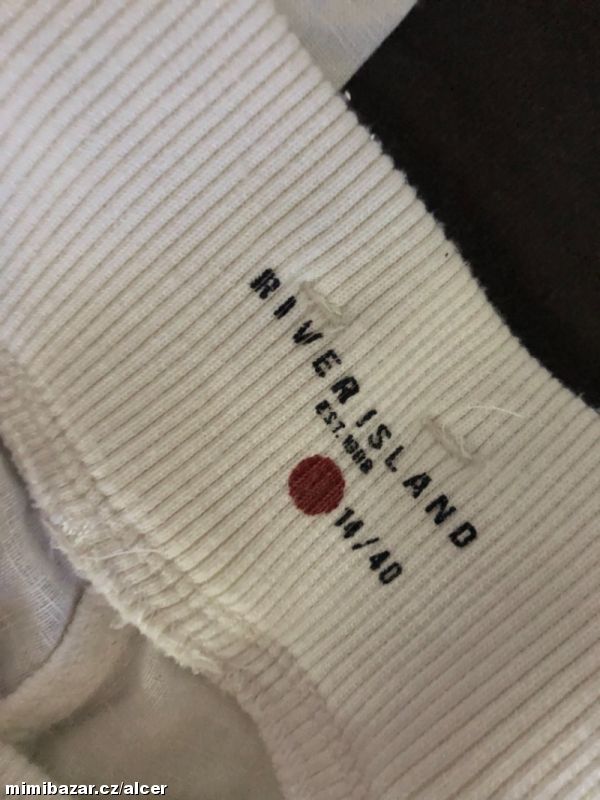 RIVER ISLAND
EST. 1988
14/40
mimibazar.cz/alcer